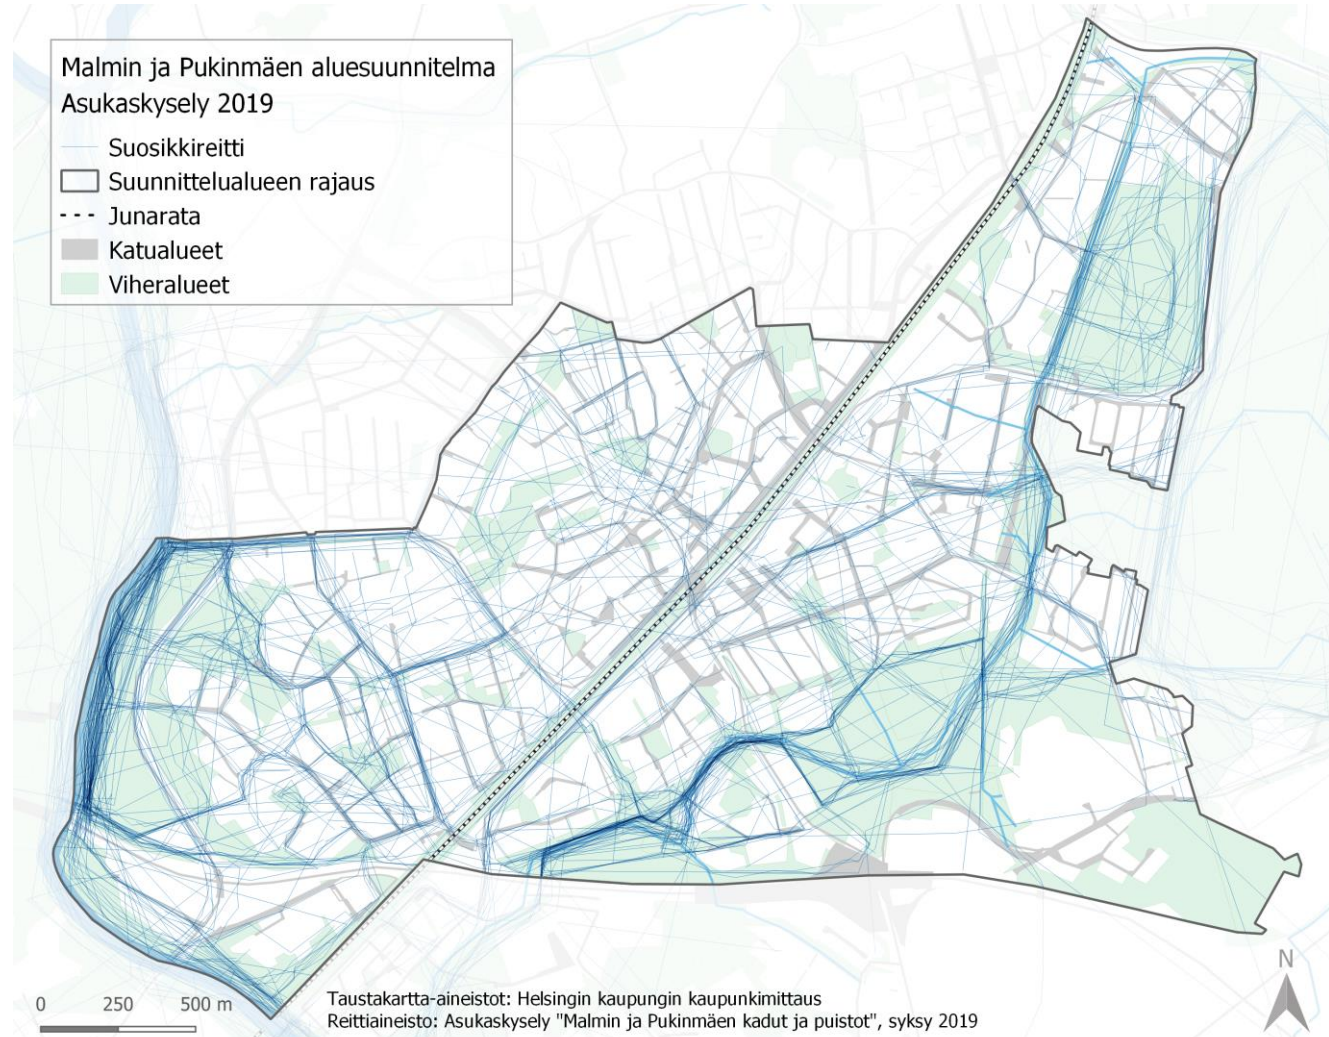 Malmin ja Pukinmäen aluesuunnitelma
Asukaskysely 2019
Suosikkireitti
Suunnittelualueen rajaus
Junarata
Katualueet
Viheralueet
N
0 250 500 m
Taustakartta-aineistot: Helsingin kaupungin kaupunkimittaus
Reittiaineisto: Asukaskysely "Malmin ja Pukinmäen kadut ja puistot", syksy 2019